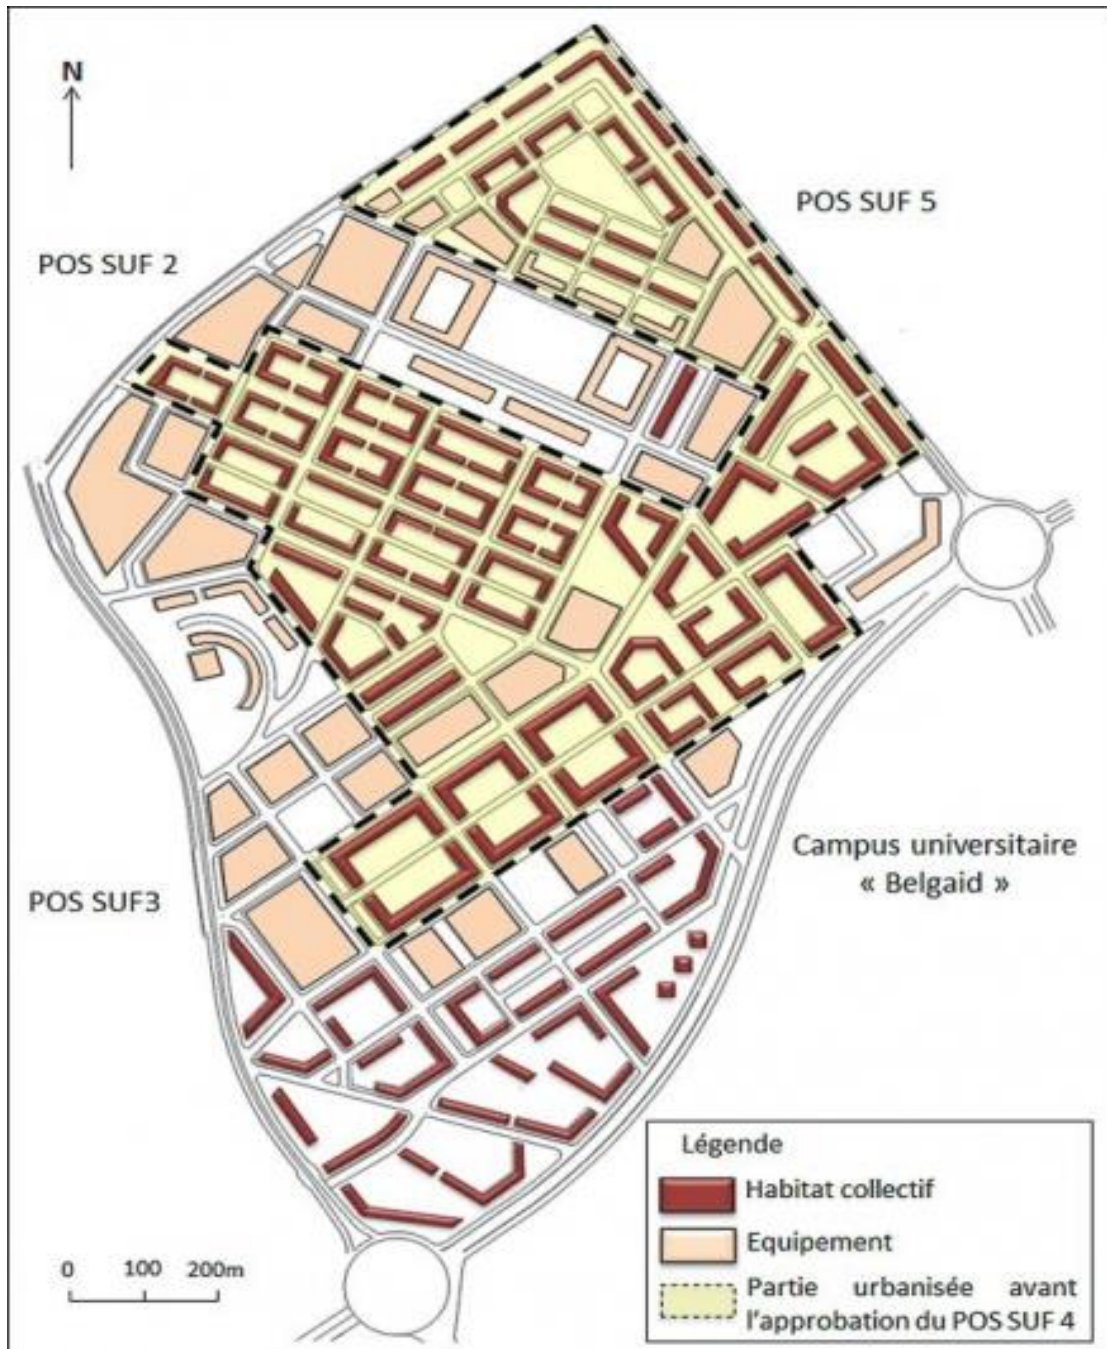 N
POS SUF 5
POS SUF 2
Campus universitaire
« Belgaid »
POS SUF3
Légende
Habitat collectif
Equipement
Partie urbanisée avant
l'approbation du POS SUF 4
0 100 200m